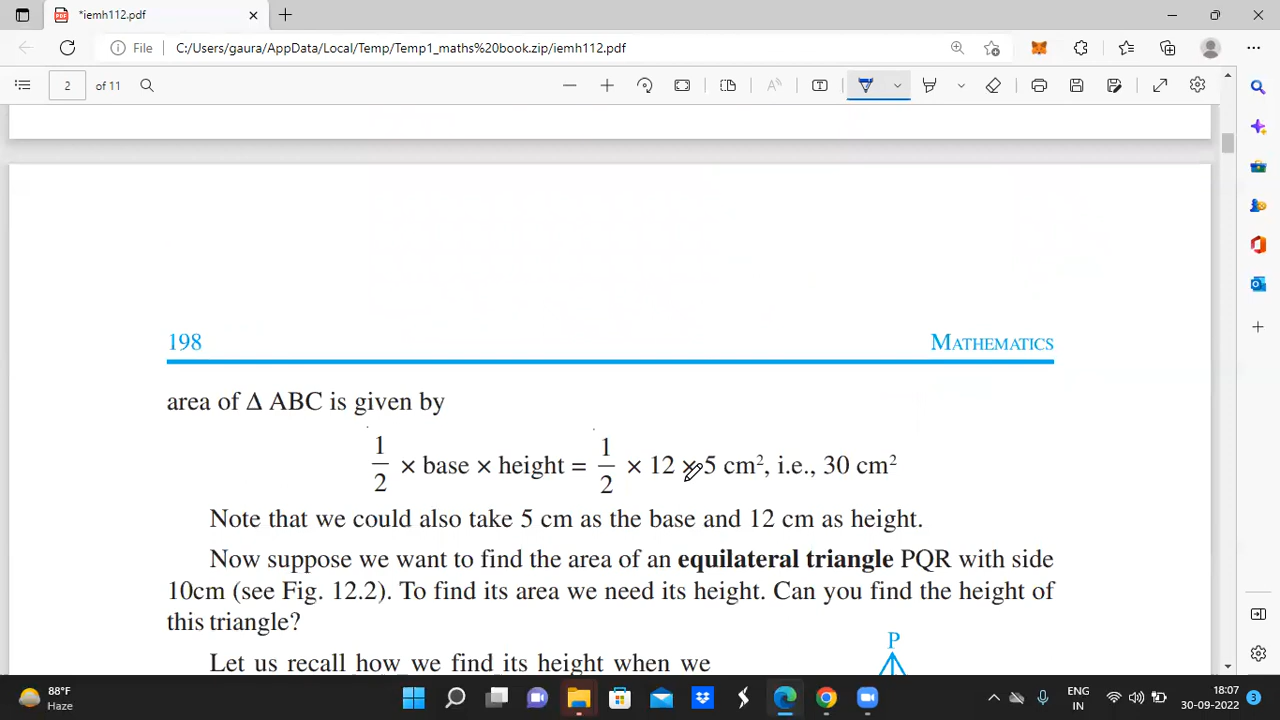 *iemh112.pdf
File C:/Users/gaura/AppData/Local/Temp/Temp1_maths%20book.zip/iemh112.pdf
2 of 11
198 MATHEMATICS
area of Δ ABC is given by
1/2 × base × height = 1/2 × 12 × 5 cm², i.e., 30 cm²
Note that we could also take 5 cm as the base and 12 cm as height.
Now suppose we want to find the area of an equilateral triangle PQR with side
10cm (see Fig. 12.2). To find its area we need its height. Can you find the height of
this triangle?
Let us recall how we find its height when we
P
88°F
Haze
ENG
IN
18:07
30-09-2022
3